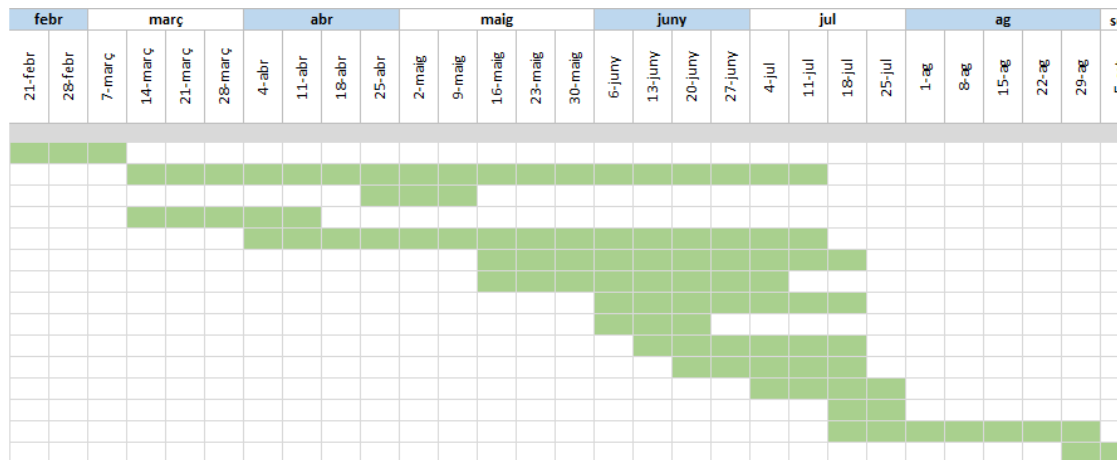 febr març abr maig juny jul ag
21-febr 28-febr 7-març 14-març 21-març 28-març 4-abr 11-abr 18-abr 25-abr 2-maig 9-maig 16-maig 23-maig 30-maig 6-juny 13-juny 20-juny 27-juny 4-jul 11-jul 18-jul 25-jul 1-ag 8-ag 15-ag 22-ag 29-ag